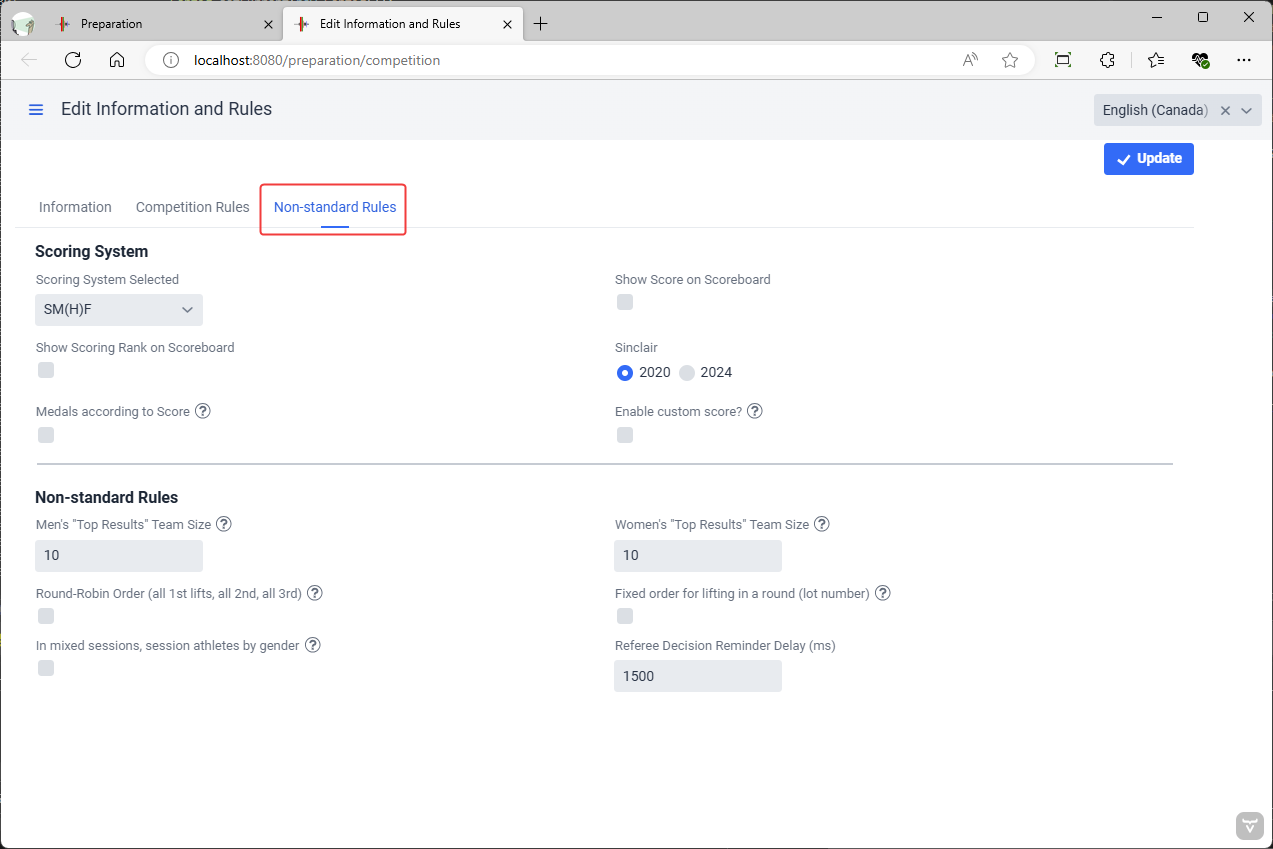 Preparation
Edit Information and Rules
localhost:8080/preparation/competition
Edit Information and Rules
English (Canada)
Update
Information Competition Rules Non-standard Rules
Scoring System
Scoring System Selected Show Score on Scoreboard
SM(H)F
Show Scoring Rank on Scoreboard Sinclair
2020 2024
Medals according to Score ? Enable custom score? ?
Non-standard Rules
Men's "Top Results" Team Size ? Women's "Top Results" Team Size ?
10 10
Round-Robin Order (all 1st lifts, all 2nd, all 3rd) ? Fixed order for lifting in a round (lot number) ?
In mixed sessions, session athletes by gender ? Referee Decision Reminder Delay (ms)
1500